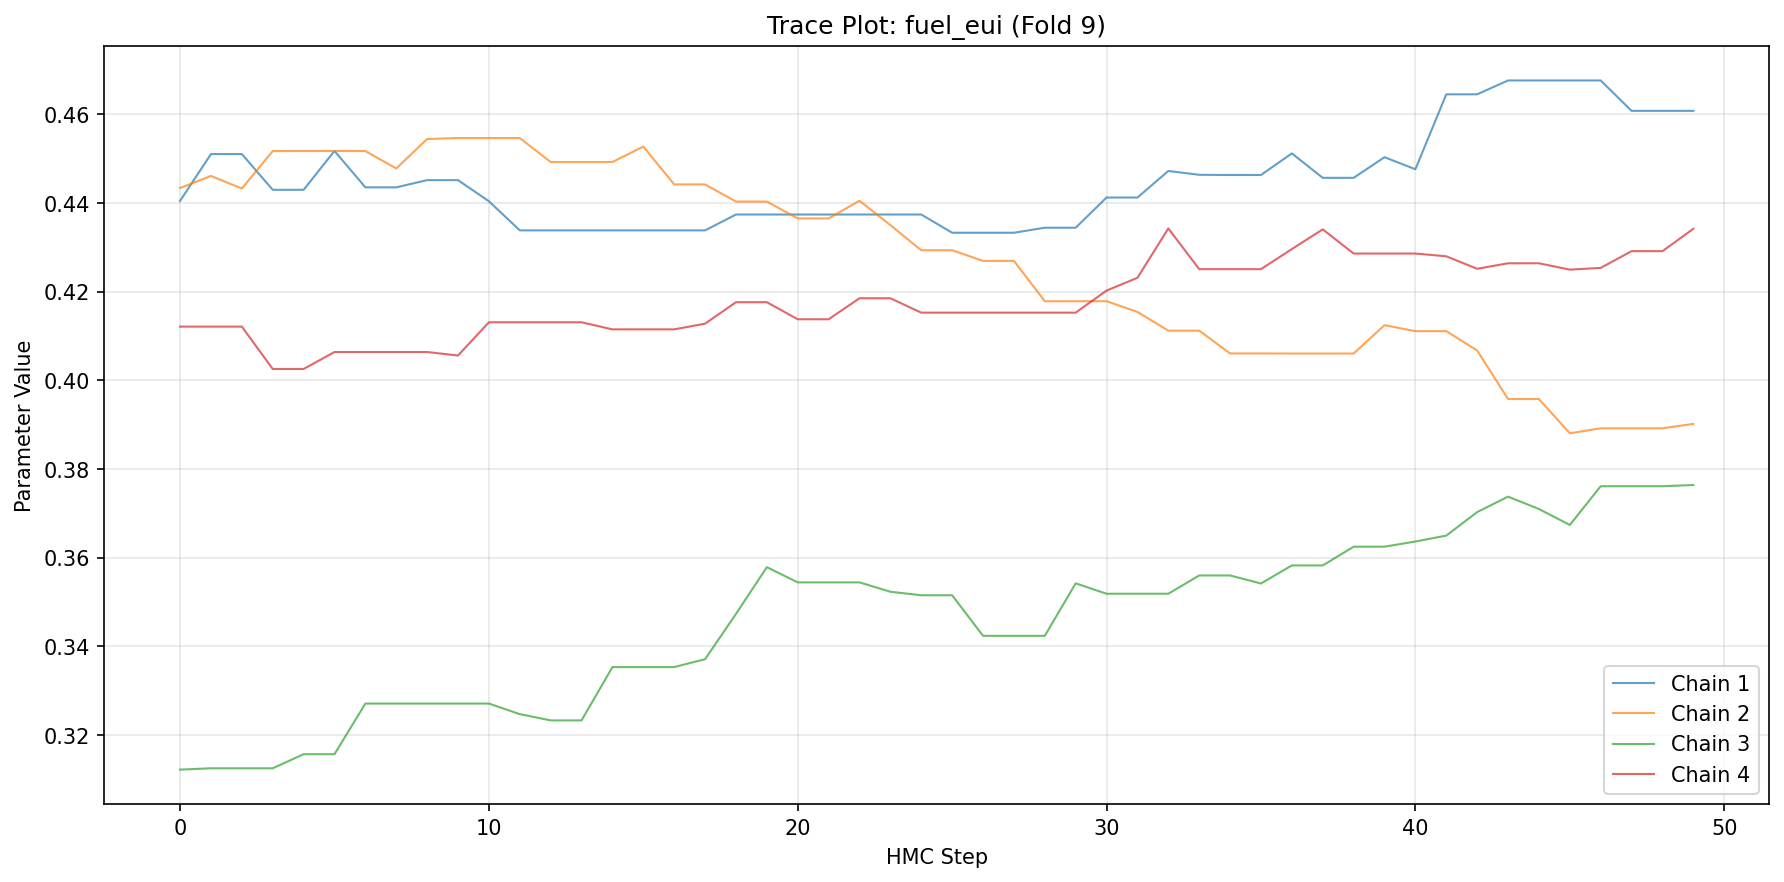 Trace Plot: fuel_eui (Fold 9)
Parameter Value
0.46
0.44
0.42
0.40
0.38
0.36
0.34
0.32
0
10
20
30
40
50
HMC Step
Chain 1
Chain 2
Chain 3
Chain 4